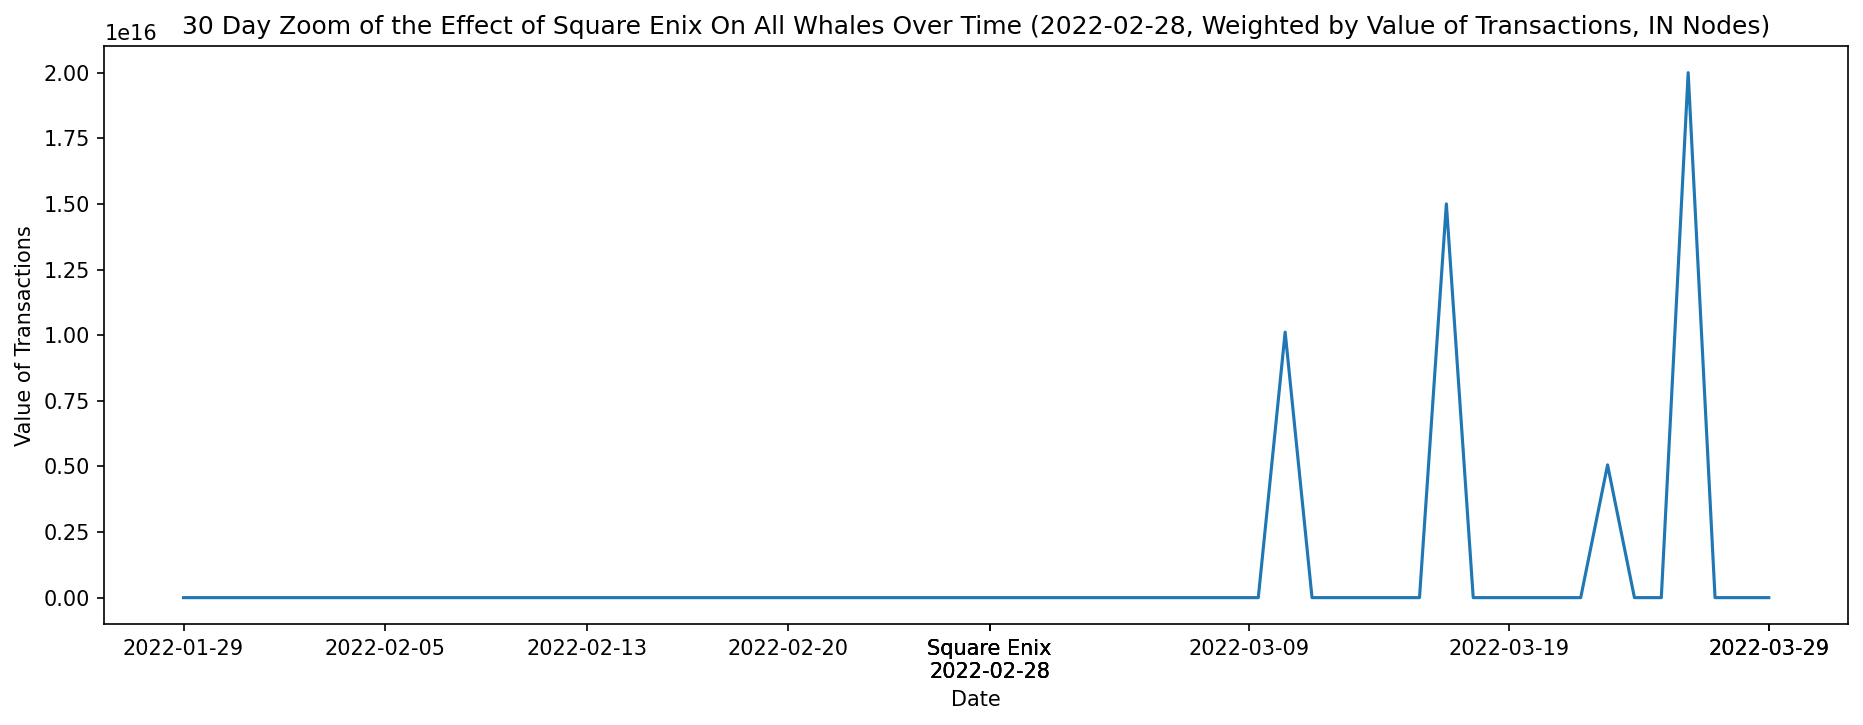 30 Day Zoom of the Effect of Square Enix On All Whales Over Time (2022-02-28, Weighted by Value of Transactions, IN Nodes)
1e16
2.00
1.75
1.50
1.25
1.00
0.75
0.50
0.25
0.00
Value of Transactions
2022-01-29 2022-02-05 2022-02-13 2022-02-20 Square Enix 2022-03-09 2022-03-19 2022-03-29
2022-02-28
Date